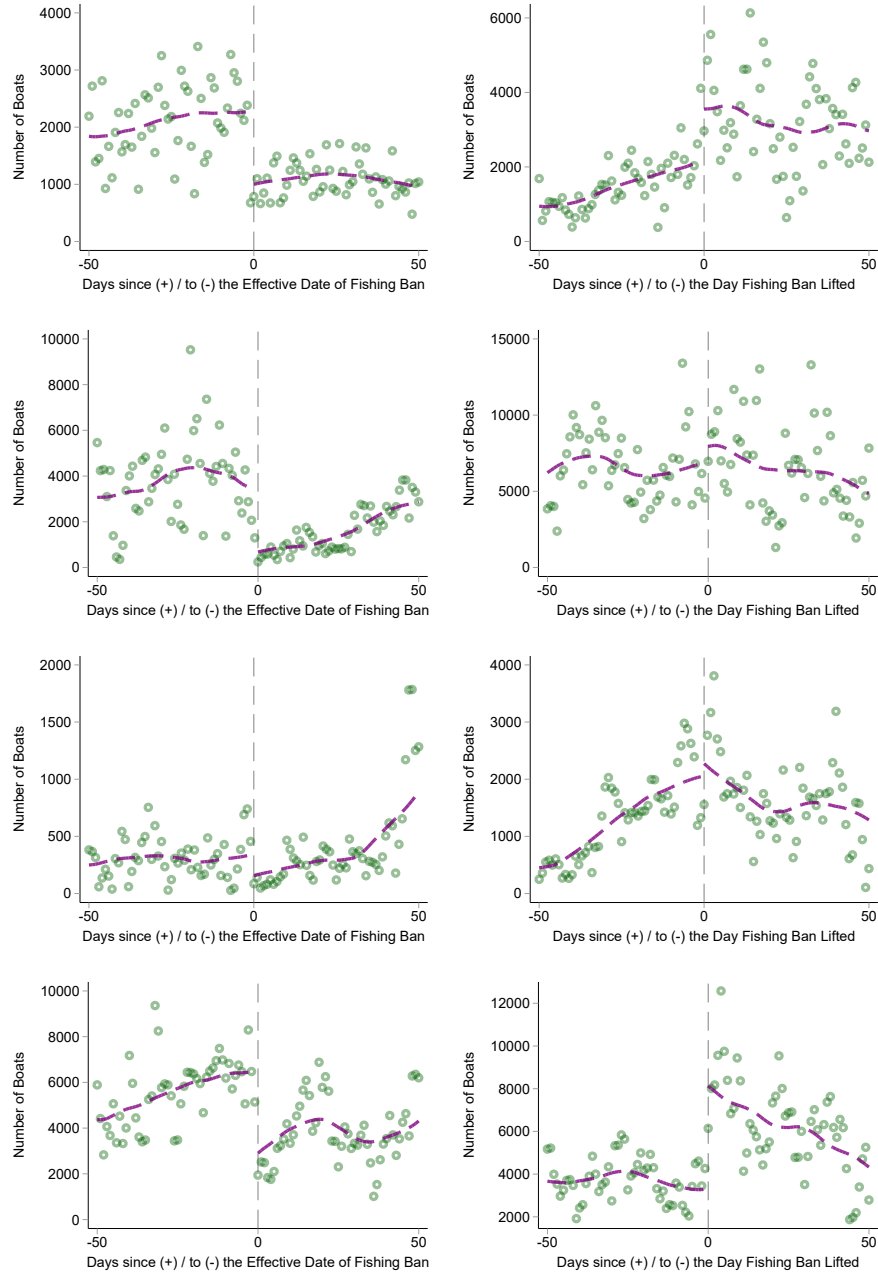 Number of Boats
4000
3000
2000
1000
0
-50 0 50
Days since (+) / to (-) the Effective Date of Fishing Ban
Number of Boats
6000
4000
2000
0
-50 0 50
Days since (+) / to (-) the Day Fishing Ban Lifted
Number of Boats
10000
8000
6000
4000
2000
0
-50 0 50
Days since (+) / to (-) the Effective Date of Fishing Ban
Number of Boats
15000
10000
5000
0
-50 0 50
Days since (+) / to (-) the Day Fishing Ban Lifted
Number of Boats
2000
1500
1000
500
0
-50 0 50
Days since (+) / to (-) the Effective Date of Fishing Ban
Number of Boats
4000
3000
2000
1000
0
-50 0 50
Days since (+) / to (-) the Day Fishing Ban Lifted
Number of Boats
10000
8000
6000
4000
2000
0
-50 0 50
Days since (+) / to (-) the Effective Date of Fishing Ban
Number of Boats
12000
10000
8000
6000
4000
2000
-50 0 50
Days since (+) / to (-) the Day Fishing Ban Lifted